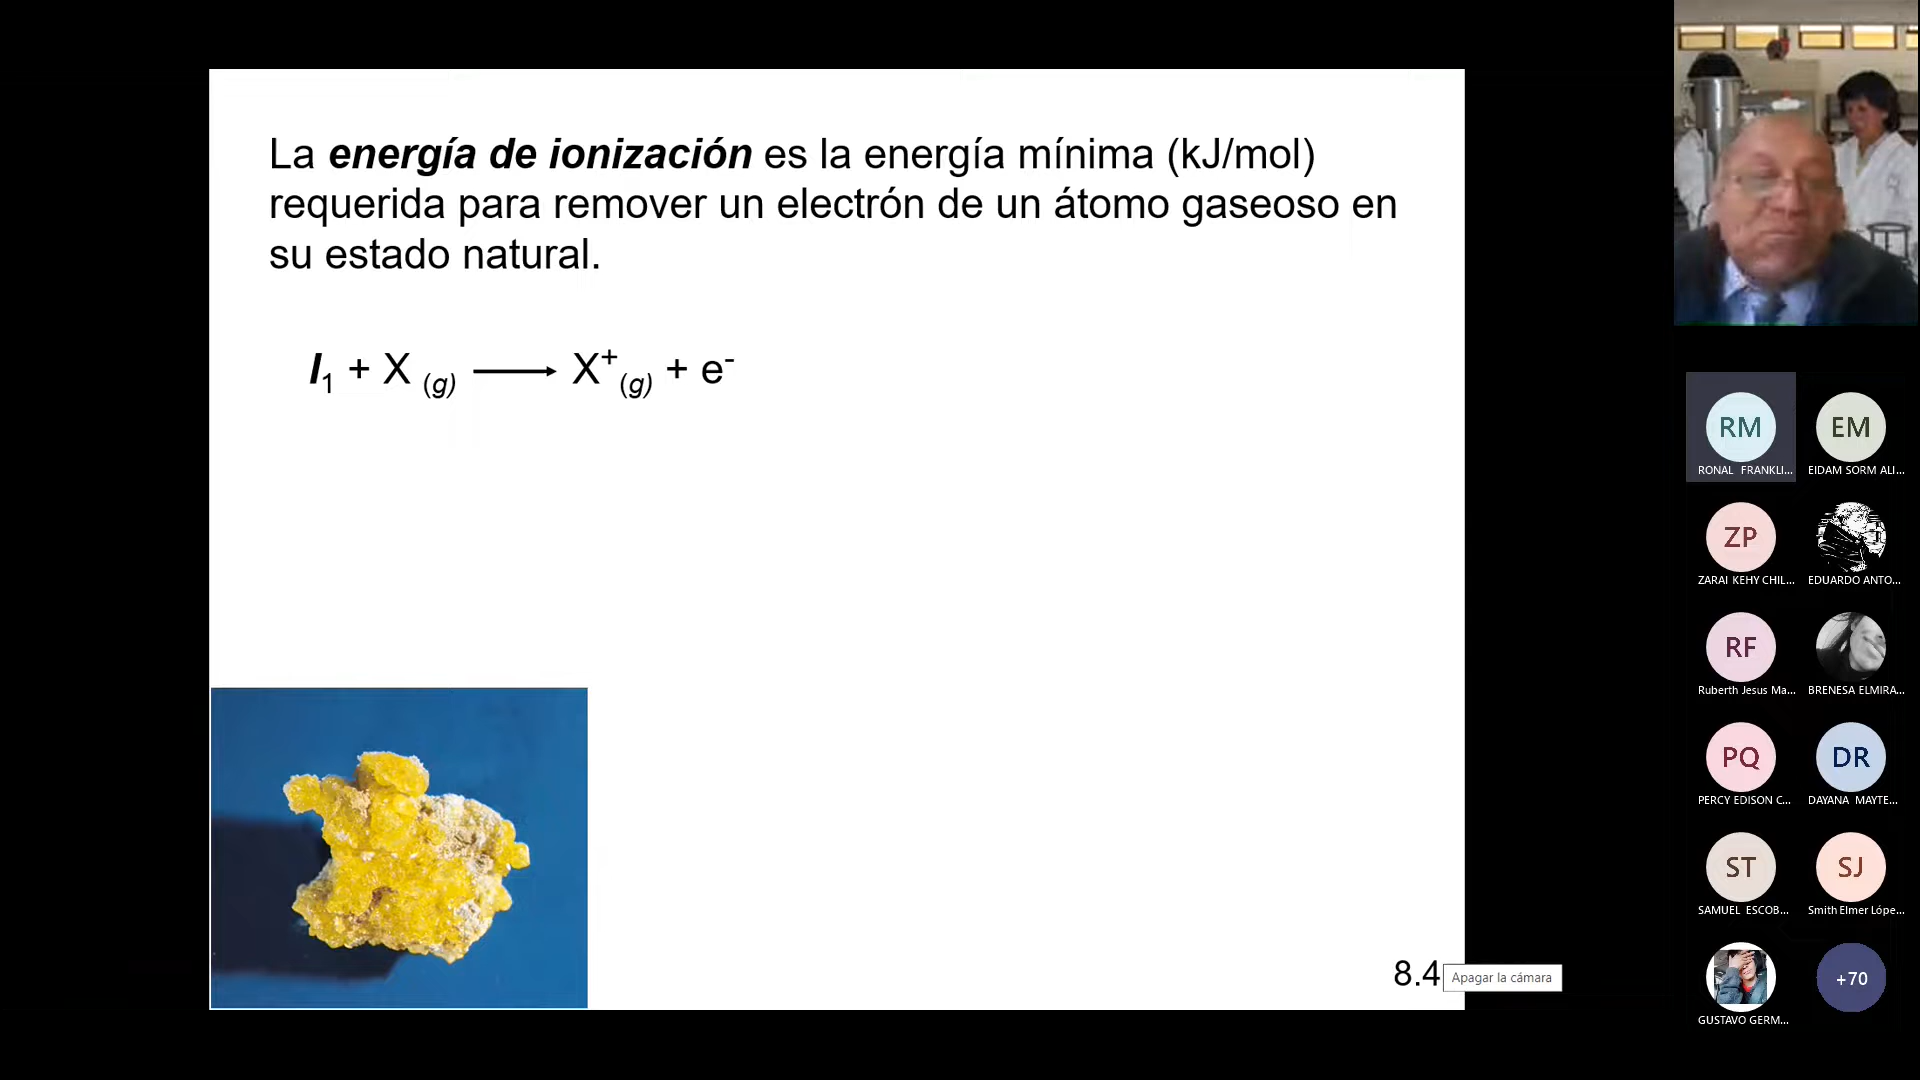 La energía de ionización es la energía mínima (kJ/mol)
requerida para remover un electrón de un átomo gaseoso en
su estado natural.
I₁ + X (g) ⟶ X⁺(g) + e⁻
8.4
Apagar la cámara
RM
EM
RONAL FRANKLI...
EIDAM SORM ALI...
ZP
ZARAI KEHY CHIL...
EDUARDO ANTO...
RF
Ruberth Jesus Ma...
BRENESA ELMIRA...
PQ
DR
PERCY EDISON C...
DAYANA MAYTE...
ST
SJ
SAMUEL ESCOB...
Smith Elmer Lópe...
+70
GUSTAVO GERM...